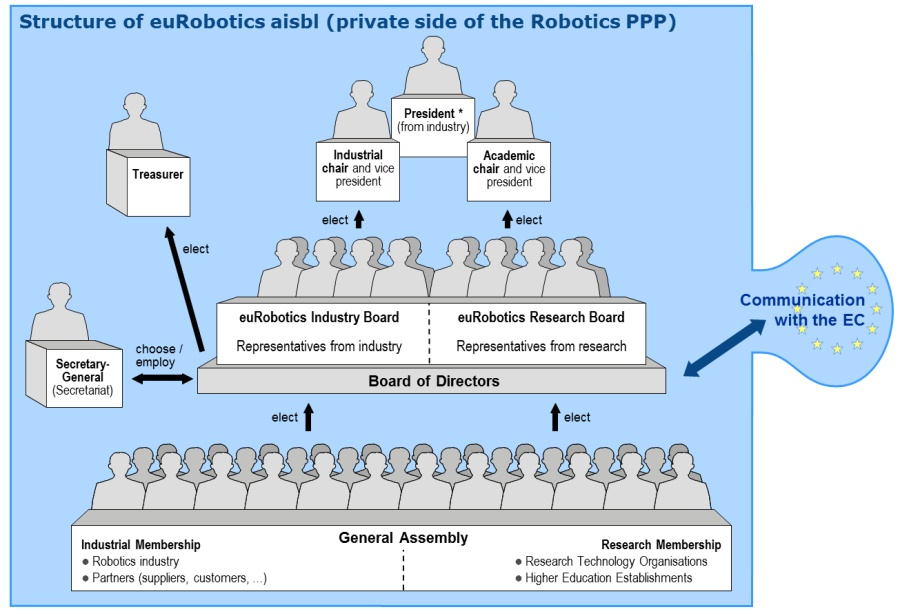 Structure of euRobotics aisbl (private side of the Robotics PPP)
President *
(from industry)
Treasurer
Industrial
chair and vice
president
Academic
chair and vice
president
elect
elect
elect
euRobotics Industry Board
Representatives from industry
euRobotics Research Board
Representatives from research
Communication
with the EC
Secretary-
General
(Secretariat)
choose /
employ
Board of Directors
elect
elect
General Assembly
Industrial Membership
● Robotics industry
● Partners (suppliers, customers, ...)
Research Membership
● Research Technology Organisations
● Higher Education Establishments